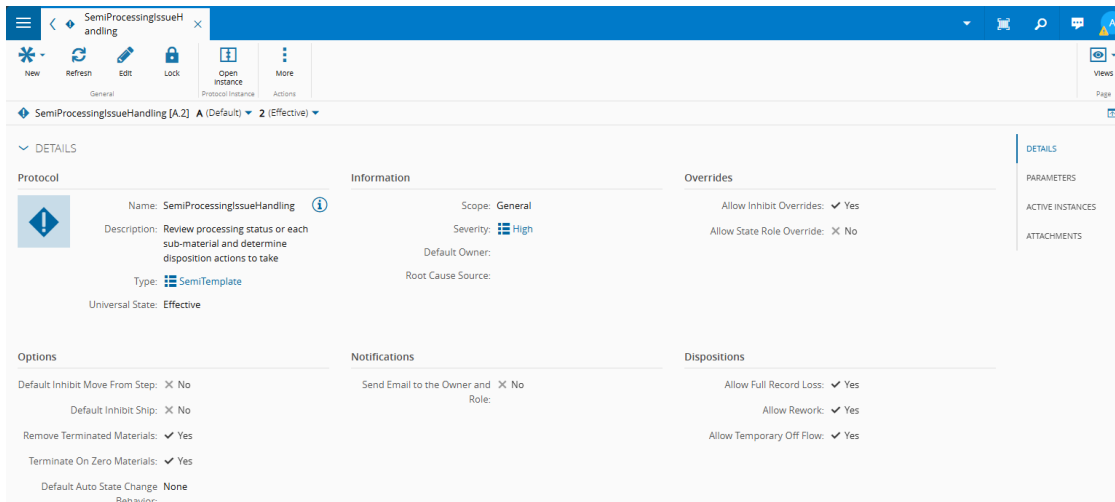 SemiProcessingIssueH
andling
A
New
Refresh
Edit
Lock
Open
Instance
More
Views
General
Protocol Instance
Actions
Page
SemiProcessingIssueHandling [A.2] A (Default) 2 (Effective)
DETAILS
Protocol
Name: SemiProcessingIssueHandling
Description: Review processing status or each
sub-material and determine
disposition actions to take
Type: SemiTemplate
Universal State: Effective
Information
Scope: General
Severity: High
Default Owner:
Root Cause Source:
Overrides
Allow Inhibit Overrides: Yes
Allow State Role Override: No
DETAILS
PARAMETERS
ACTIVE INSTANCES
ATTACHMENTS
Options
Default Inhibit Move From Step: No
Default Inhibit Ship: No
Remove Terminated Materials: Yes
Terminate On Zero Materials: Yes
Default Auto State Change None
Behavior:
Notifications
Send Email to the Owner and No
Role:
Dispositions
Allow Full Record Loss: Yes
Allow Rework: Yes
Allow Temporary Off Flow: Yes